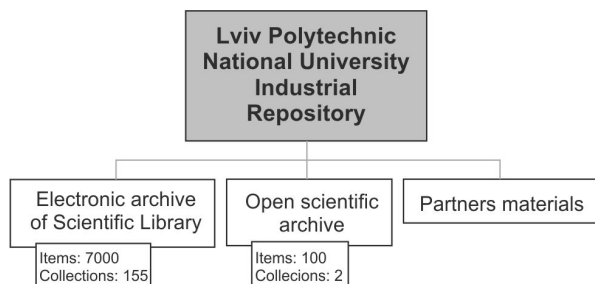 Lviv Polytechnic
National University
Industrial
Repository
Electronic archive
of Scientific Library
Items: 7000
Collections: 155
Open scientific
archive
Items: 100
Collecions: 2
Partners materials